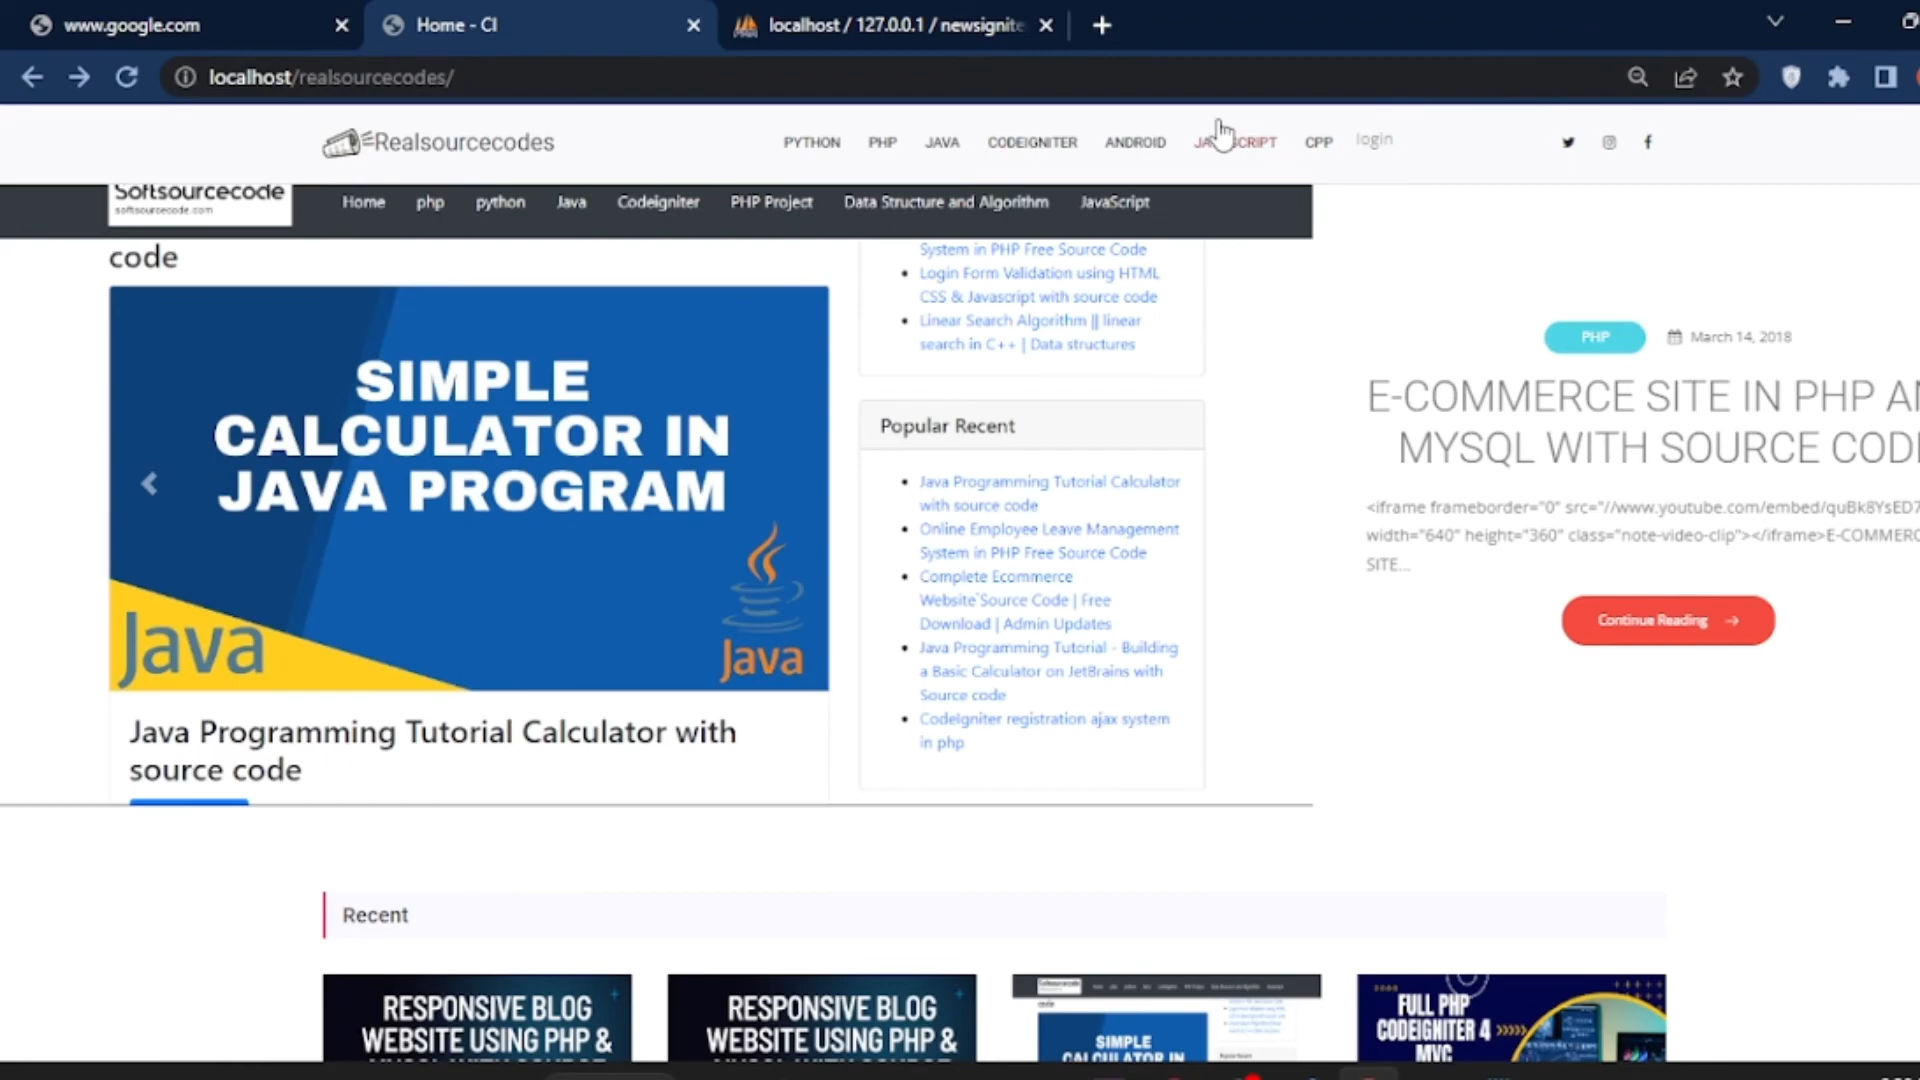 www.google.com
Home - CI
localhost / 127.0.0.1 / newsignite
localhost/realsourcecodes/
Realsourcecodes
PYTHON
PHP
JAVA
CODEIGNITER
ANDROID
JAVASCRIPT
CPP
login
Softsourcecode
softsourcecode.com
Home
php
python
Java
Codeigniter
PHP Project
Data Structure and Algorithm
JavaScript
code
SIMPLE
CALCULATOR IN
JAVA PROGRAM
Java
Java
Java Programming Tutorial Calculator with
source code
System in PHP Free Source Code
Login Form Validation using HTML
CSS & Javascript with source code
Linear Search Algorithm || linear
search in C++ | Data structures
Popular Recent
Java Programming Tutorial Calculator
with source code
Online Employee Leave Management
System in PHP Free Source Code
Complete Ecommerce
Website`Source Code | Free
Download | Admin Updates
Java Programming Tutorial - Building
a Basic Calculator on JetBrains with
Source code
CodeIgniter registration ajax system
in php
PHP
March 14, 2018
E-COMMERCE SITE IN PHP AN
MYSQL WITH SOURCE CODE
<iframe frameborder="0" src="//www.youtube.com/embed/quBk8YsED7
width="640" height="360" class="note-video-clip"></iframe>E-COMMERC
SITE...
Continue Reading
Recent
RESPONSIVE BLOG
WEBSITE USING PHP &
RESPONSIVE BLOG
WEBSITE USING PHP &
code
SIMPLE
CALCULATOR IN
FULL PHP
CODEIGNITER 4
MVC